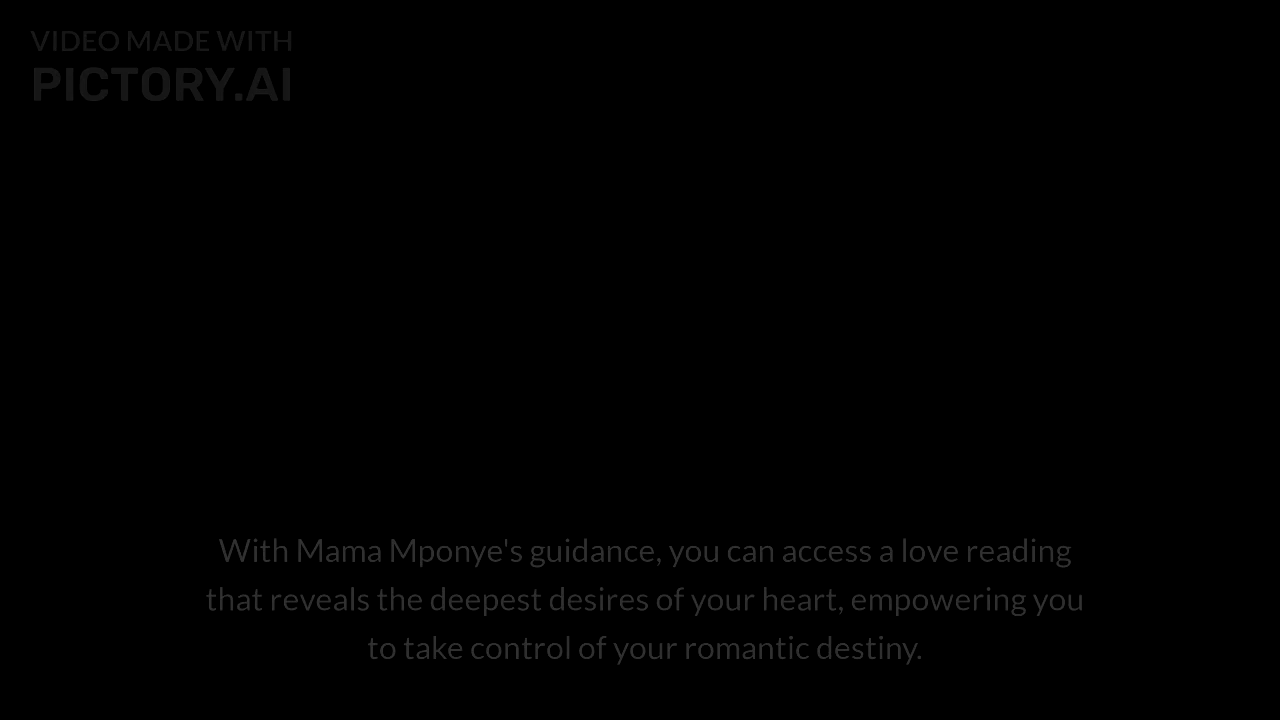 VIDEO MADE WITH
PICTORY.AI
With Mama Mponye's guidance, you can access a love reading
that reveals the deepest desires of your heart, empowering you
to take control of your romantic destiny.